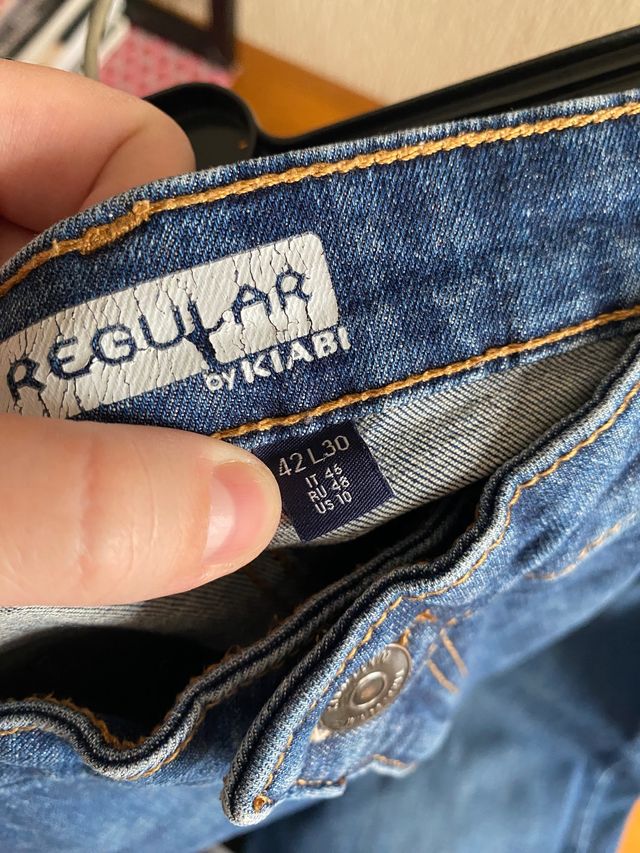 REGULAR
by KIABI
42 L30
IT 46
RU 48
US 10